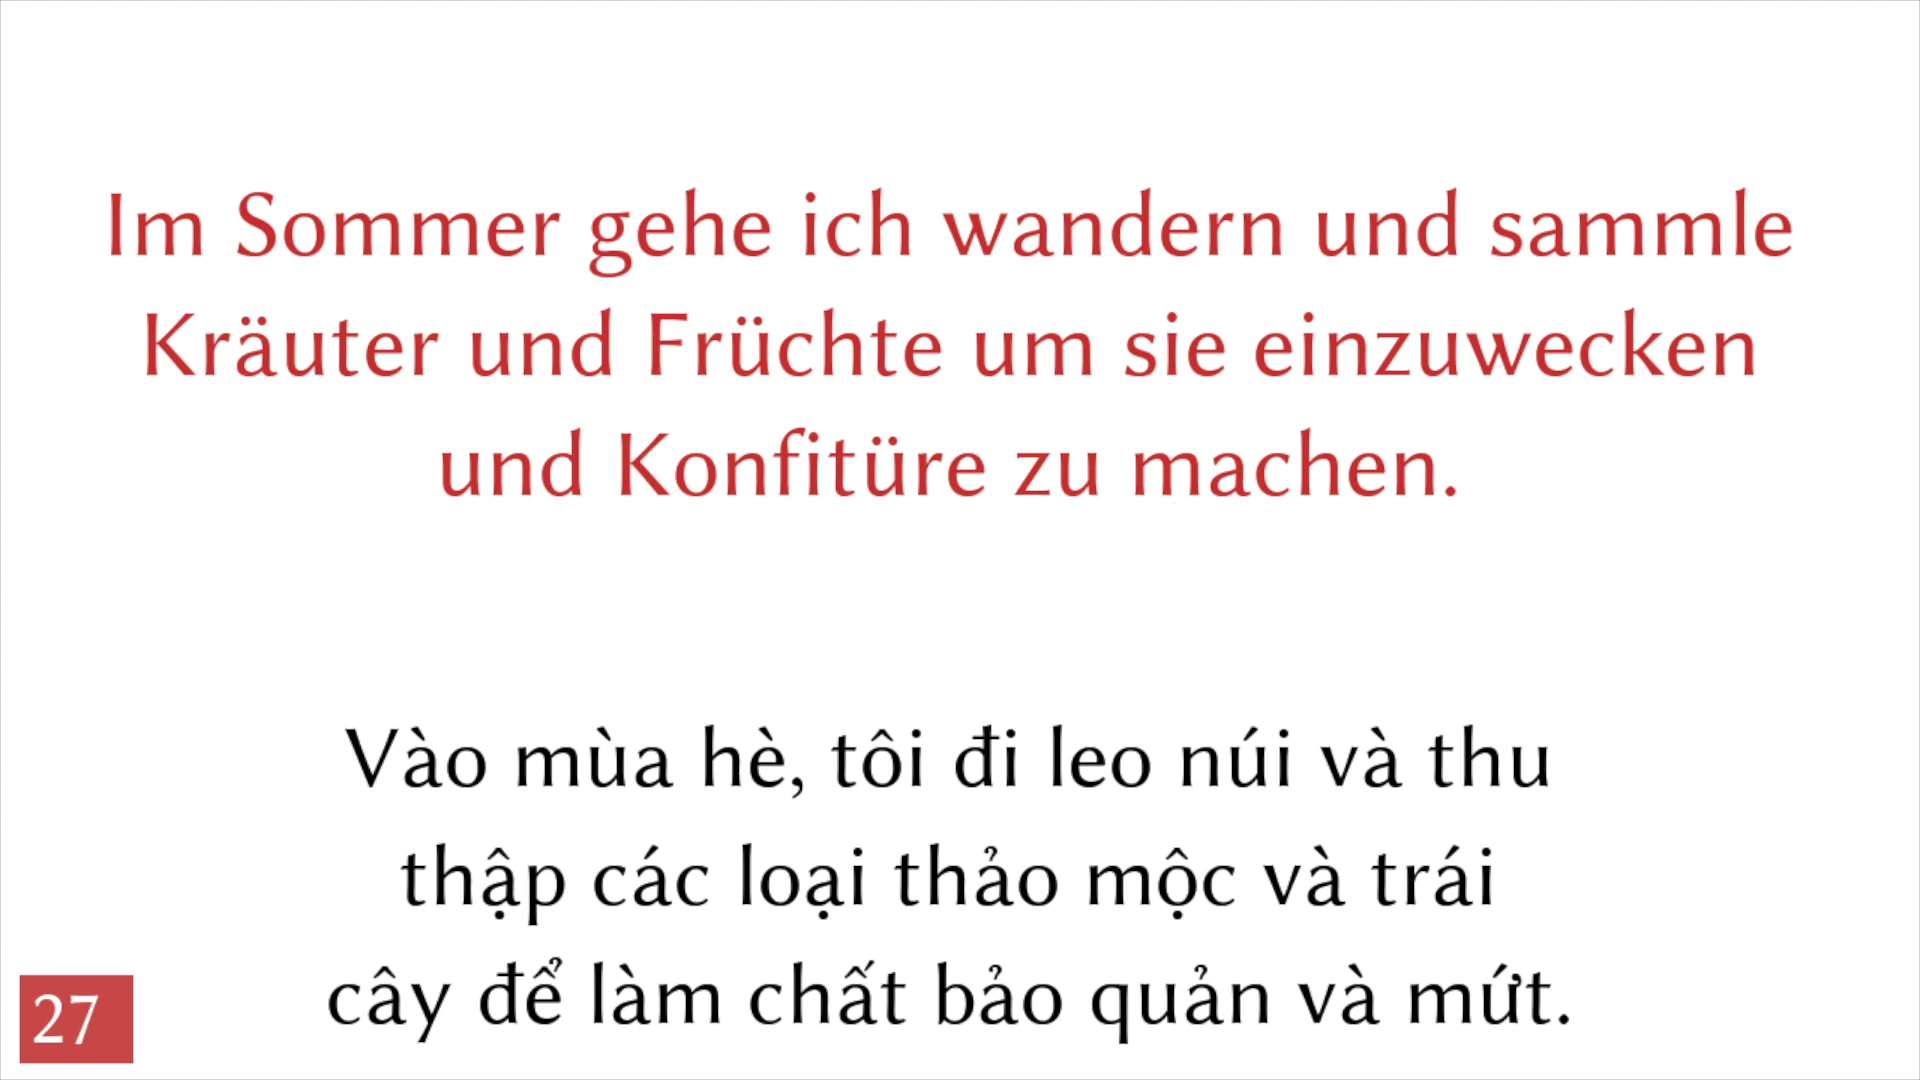 Im Sommer gehe ich wandern und sammle
Kräuter und Früchte um sie einzuwecken
und Konfitüre zu machen.
Vào mùa hè, tôi đi leo núi và thu
thập các loại thảo mộc và trái
cây để làm chất bảo quản và mứt.
27